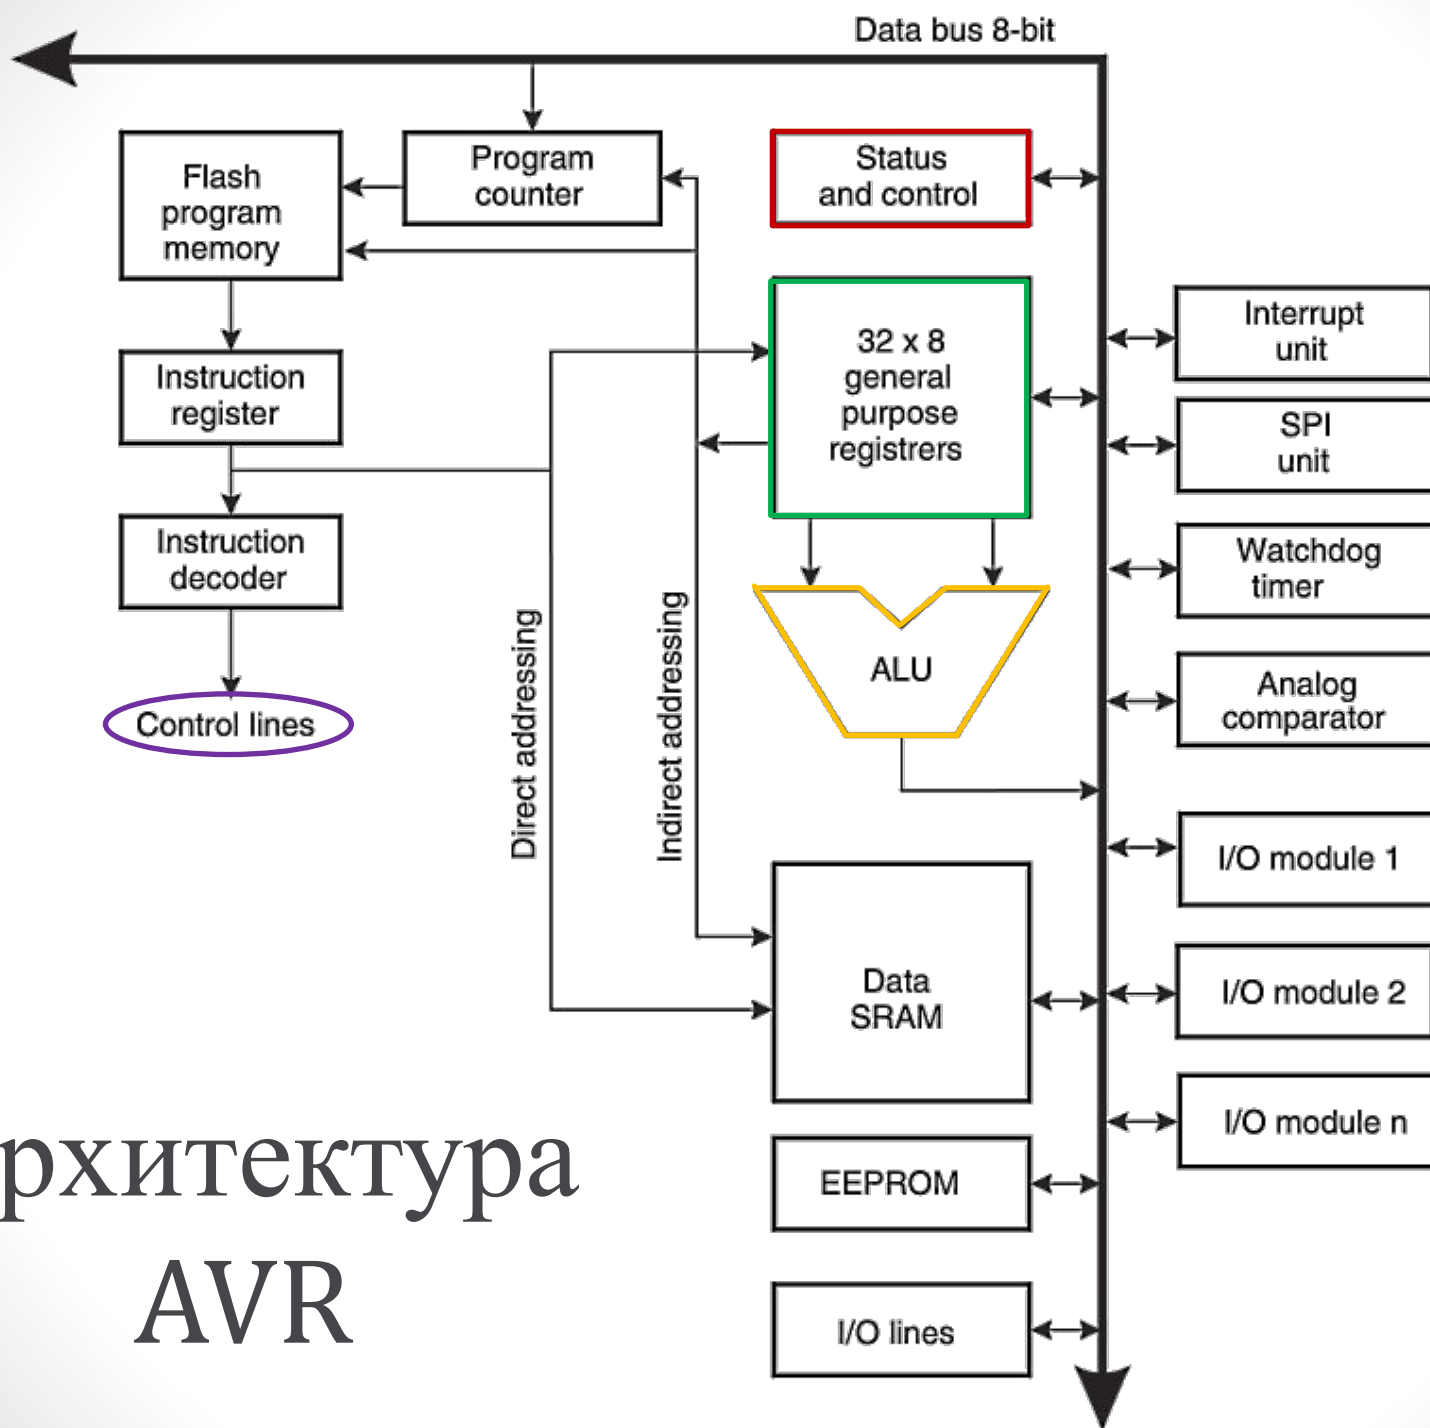 Data bus 8-bit
Flash
program
memory
Program
counter
Status
and control
Instruction
register
32 x 8
general
purpose
registrers
Interrupt
unit
SPI
unit
Instruction
decoder
Watchdog
timer
Control lines
Direct addressing
Indirect addressing
ALU
Analog
comparator
I/O module 1
Data
SRAM
I/O module 2
I/O module n
EEPROM
I/O lines
рхитектура
AVR